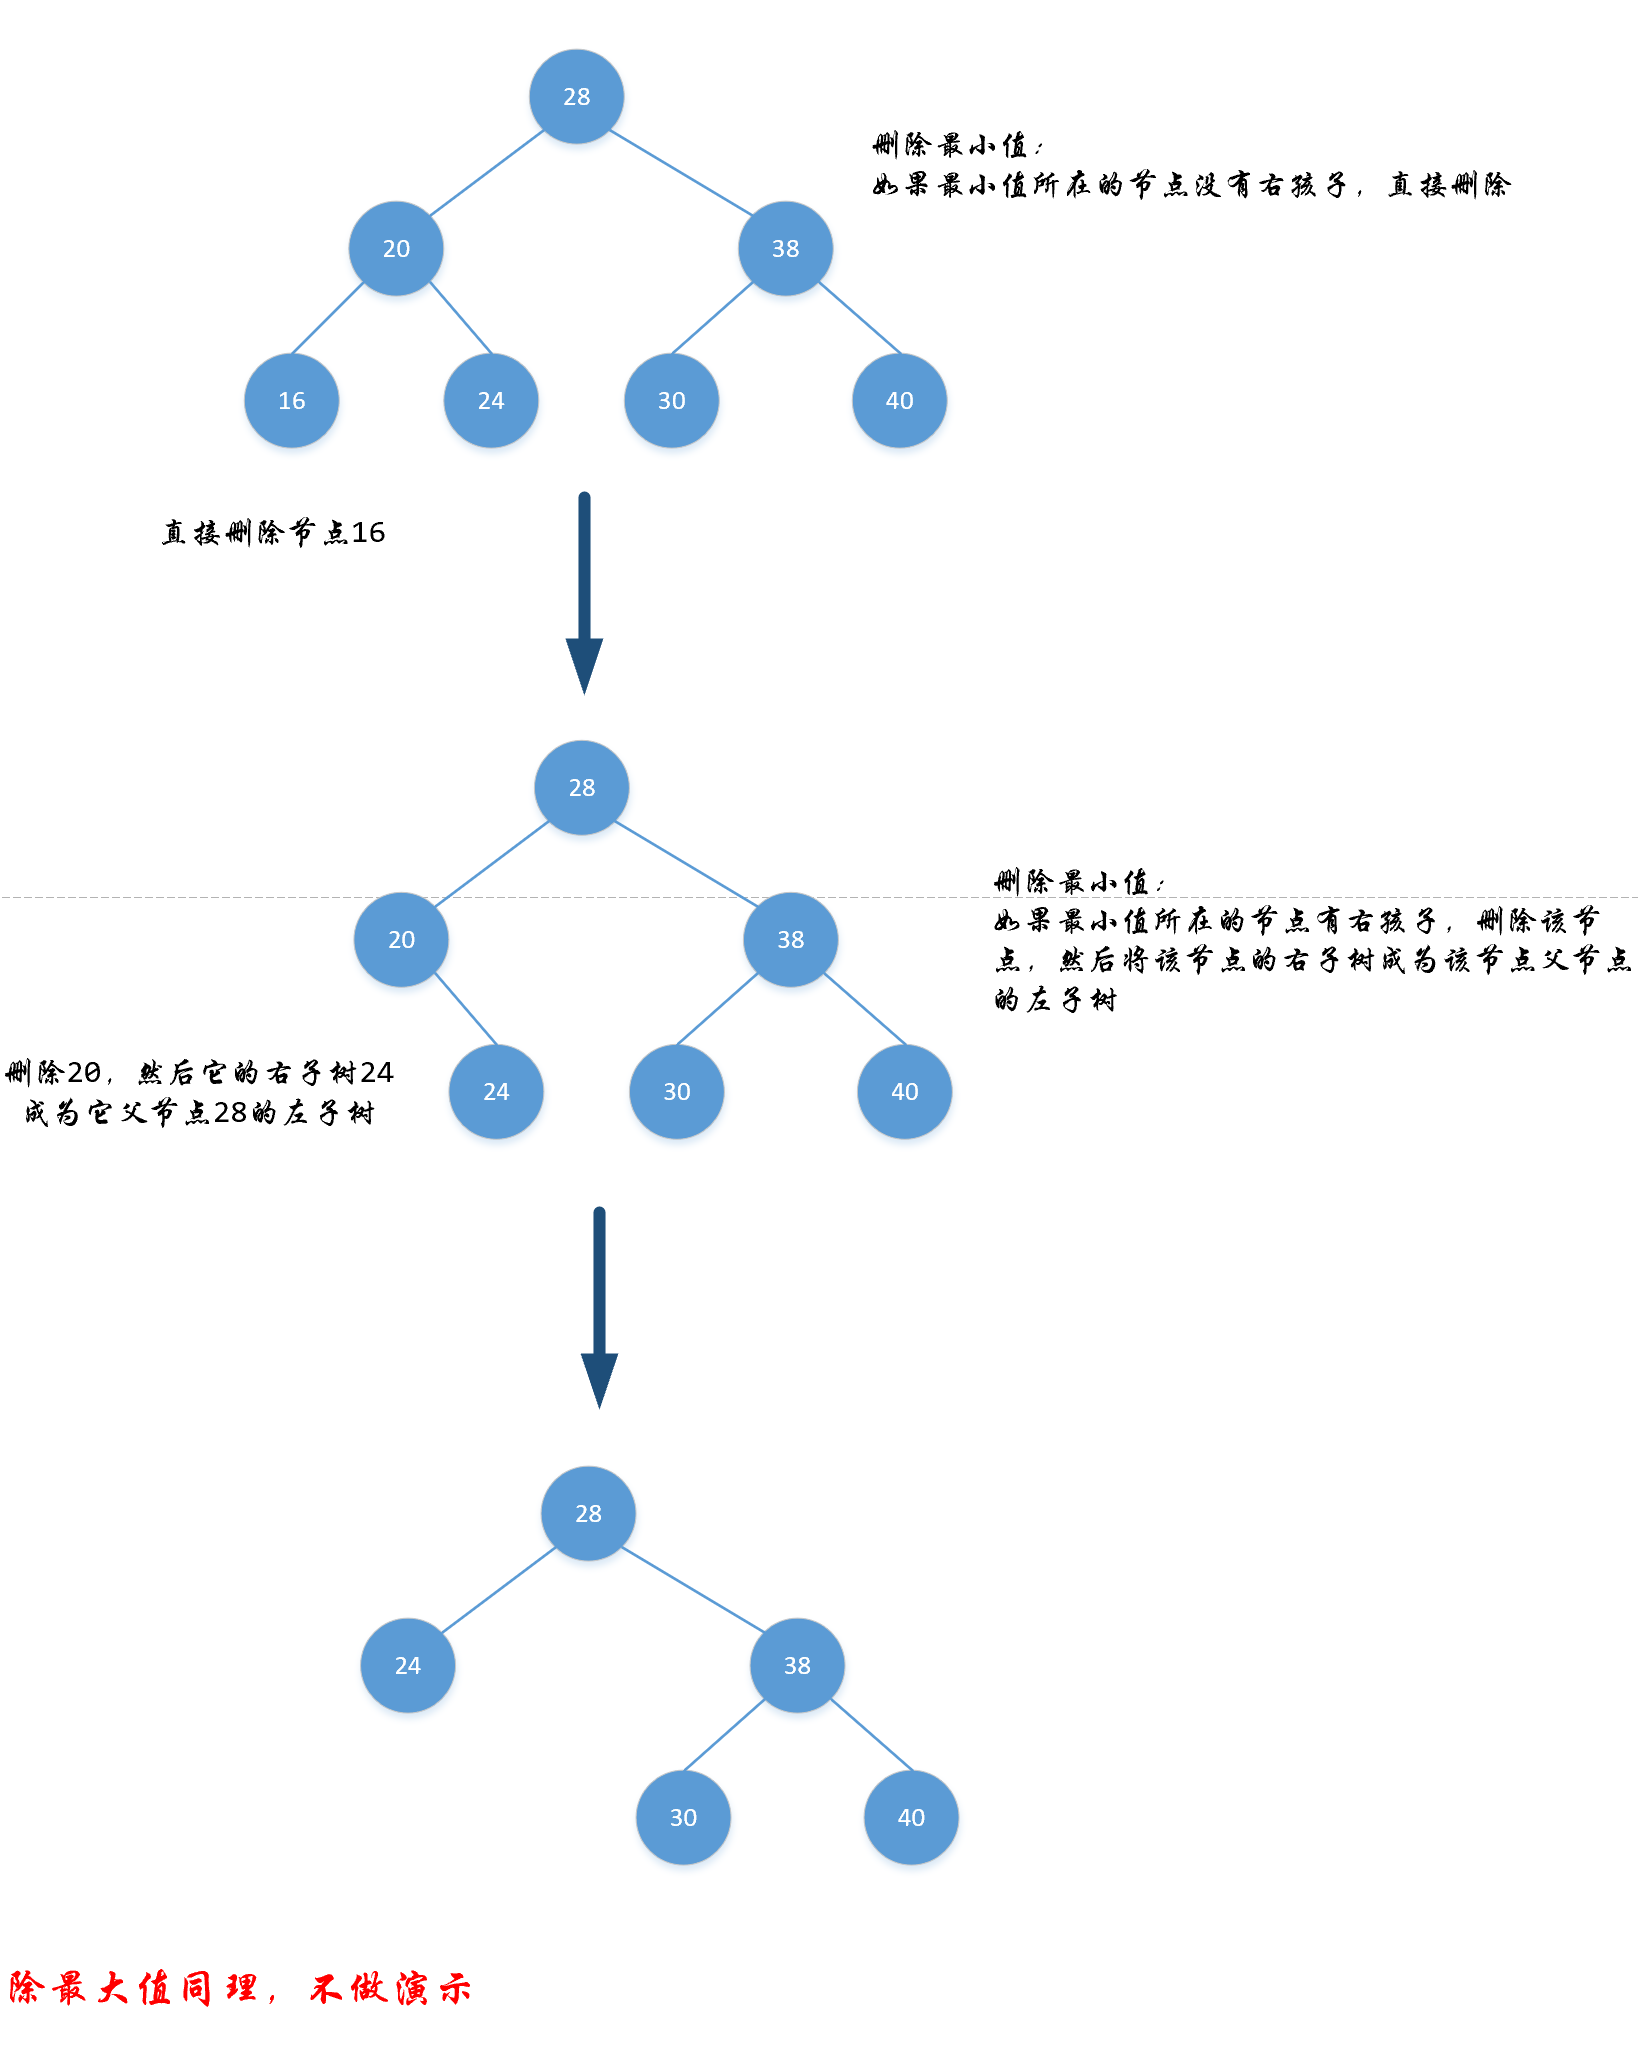 28
删除最小值：
如果最小值所在的节点没有右孩子，直接删除
20 38
16 24 30 40
直接删除节点16
28
删除最小值：
如果最小值所在的节点有右孩子，删除该节
点，然后将该节点的右子树成为该节点父节点
的左子树
20 38
删除20，然后它的右子树24
成为它父节点28的左子树
24 30 40
28
24 38
30 40
除最大值同理，不做演示